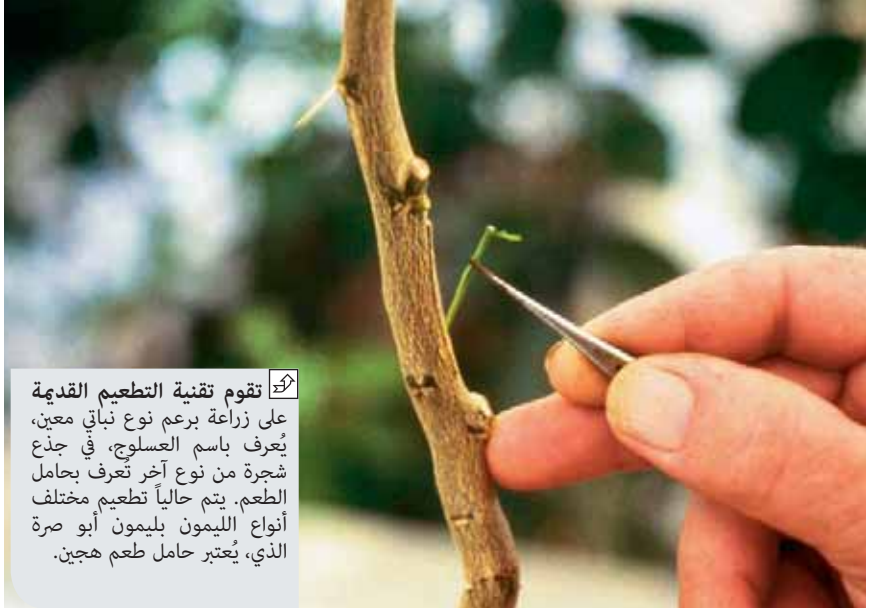 تقوم تقنية التطعيم القديمة
على زراعة برعم نوع نباتي معين،
يُعرف باسم العسلوج، في جذع
شجرة من نوع آخر تُعرف بحامل
الطعم. يتم حالياً تطعيم مختلف
أنواع الليمون بليمون أبو صرة
الذي، يُعتبر حامل طعم هجين.